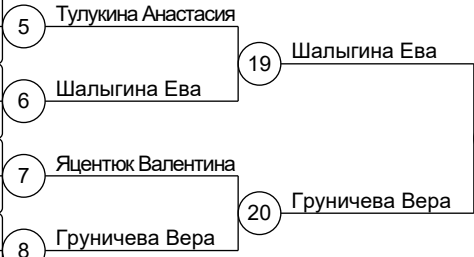 5 Тулукина Анастасия
19 Шалыгина Ева
6 Шалыгина Ева
7 Яцентюк Валентина
20 Груничева Вера
8 Груничева Вера